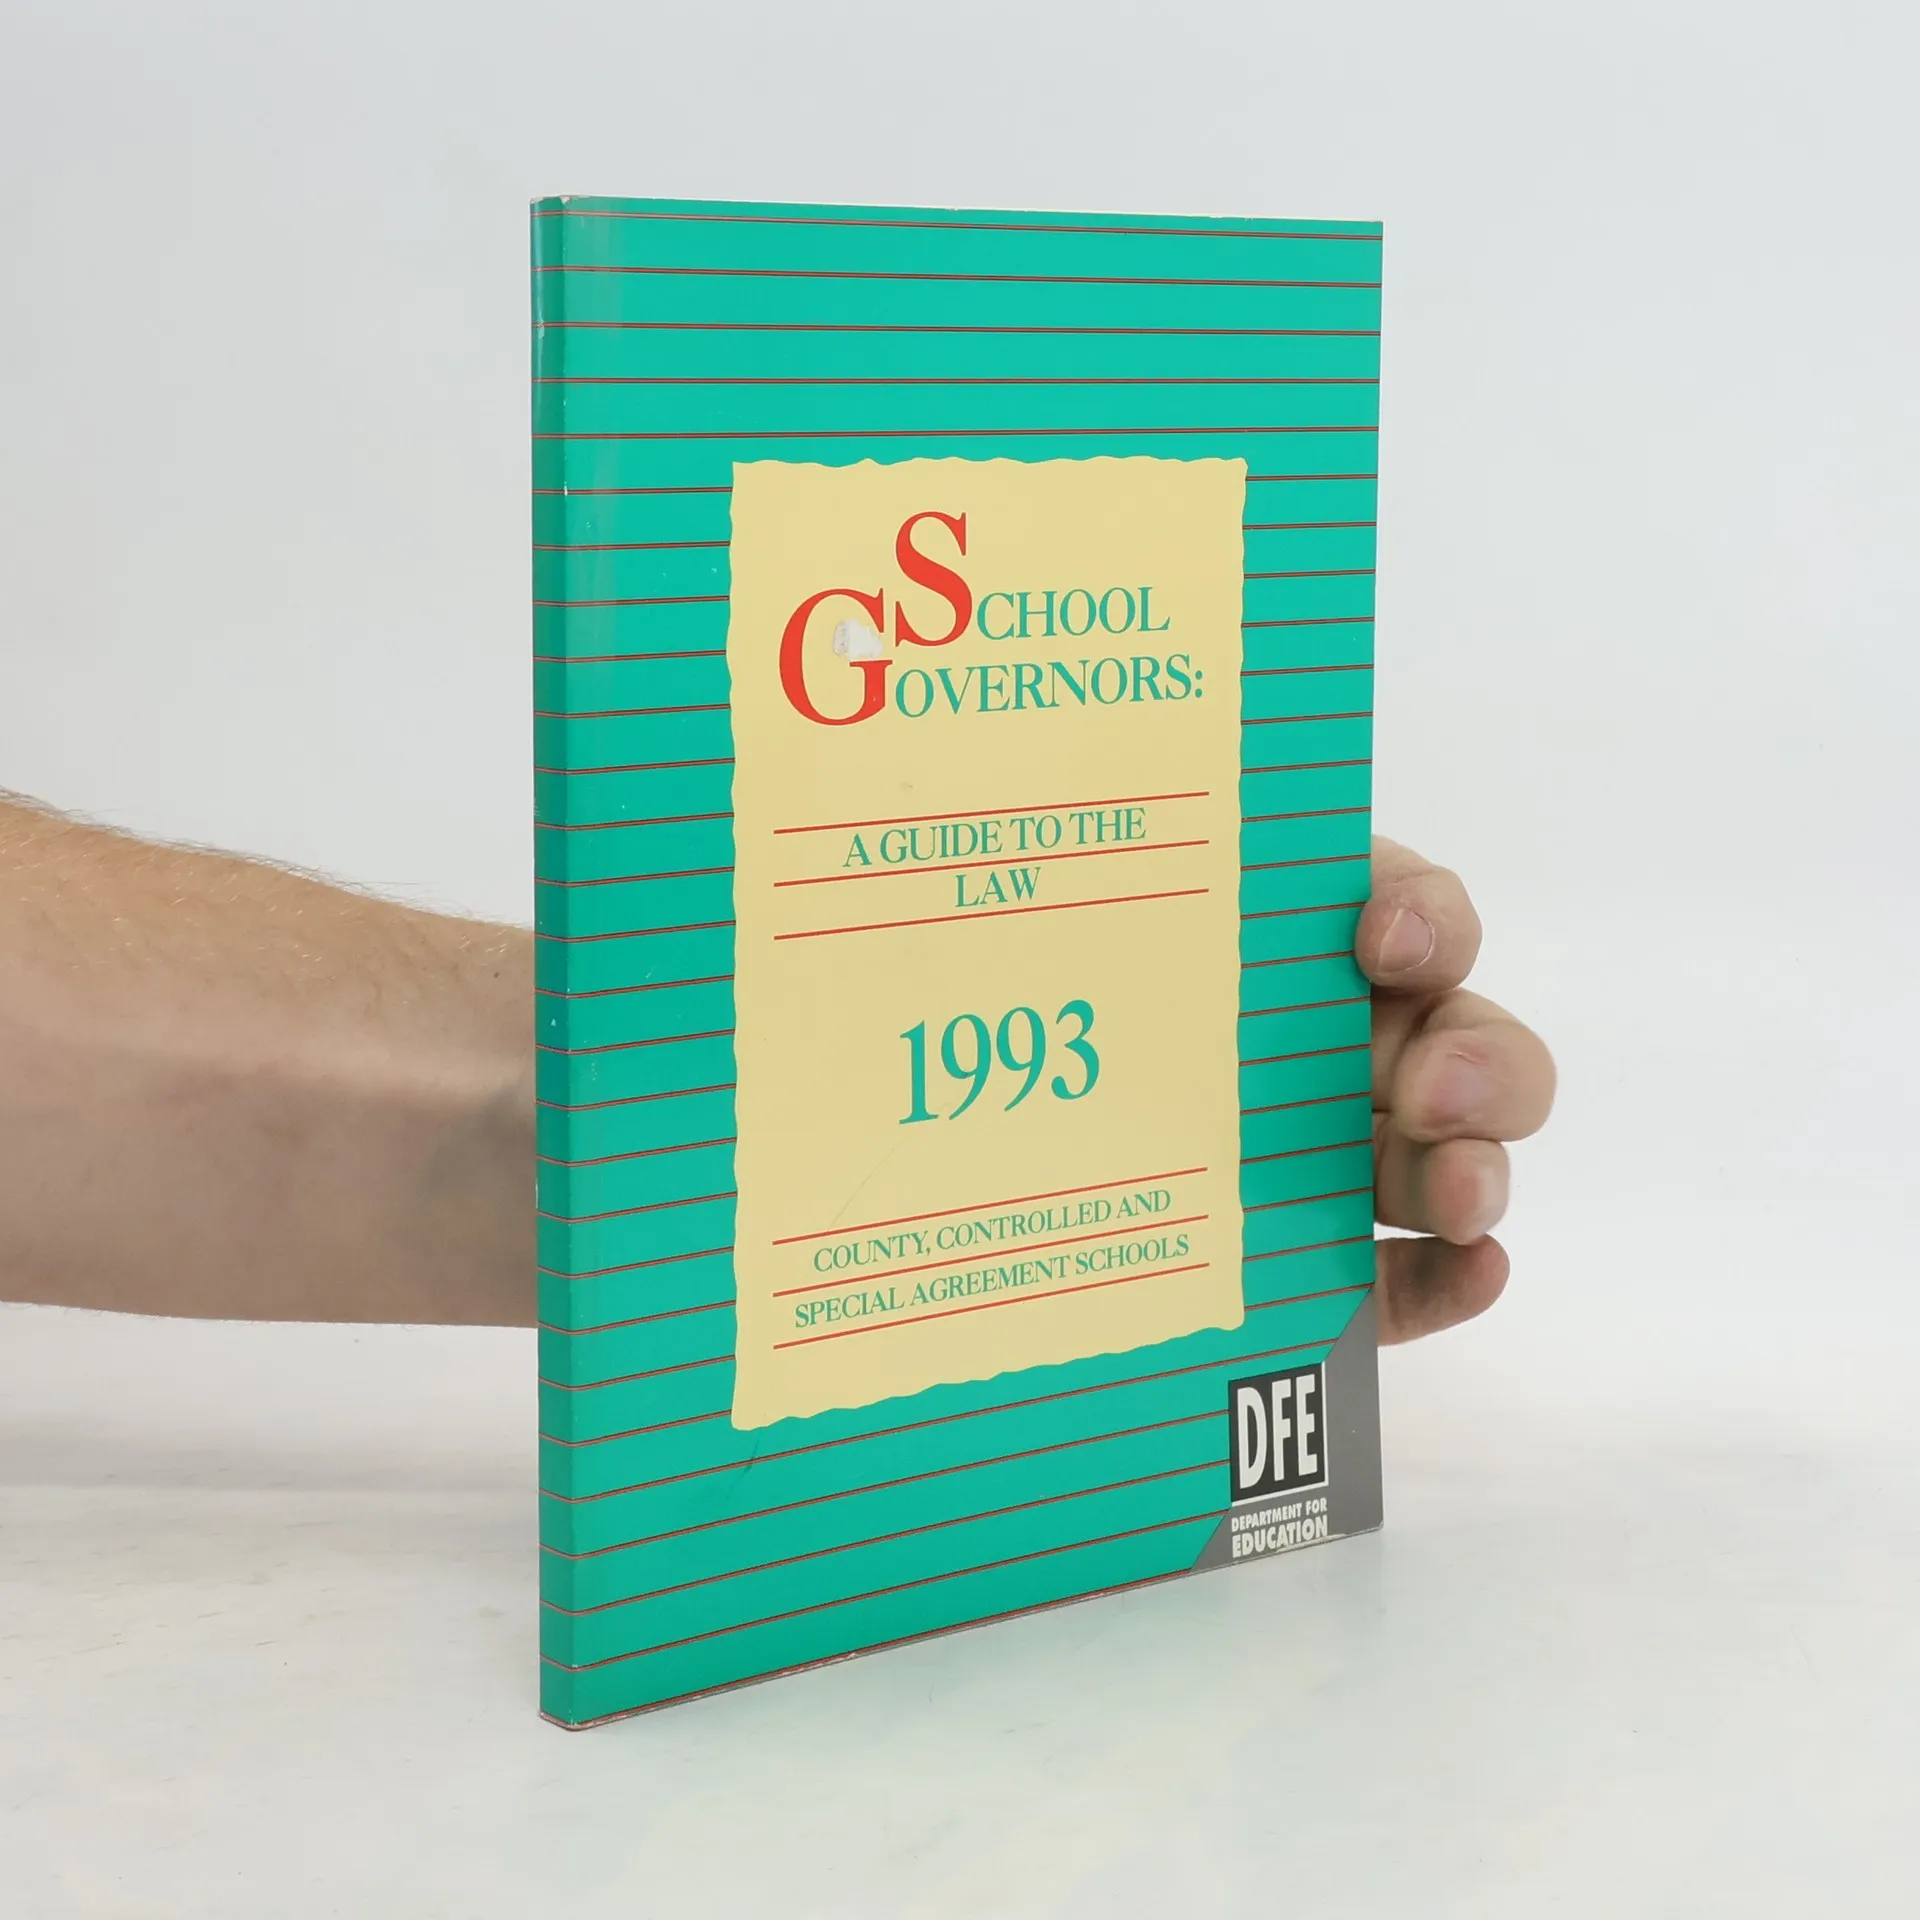 SCHOOL
GOVERNORS:
A GUIDE TO THE
LAW
1993
COUNTY, CONTROLLED AND
SPECIAL AGREEMENT SCHOOLS
DFE
DEPARTMENT FOR
EDUCATION